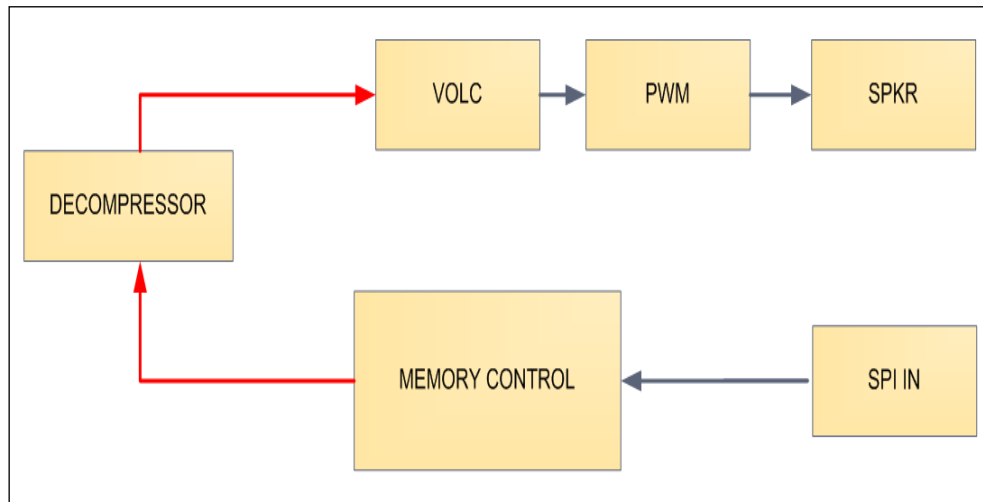 VOLC
PWM
SPKR
DECOMPRESSOR
MEMORY CONTROL
SPI IN